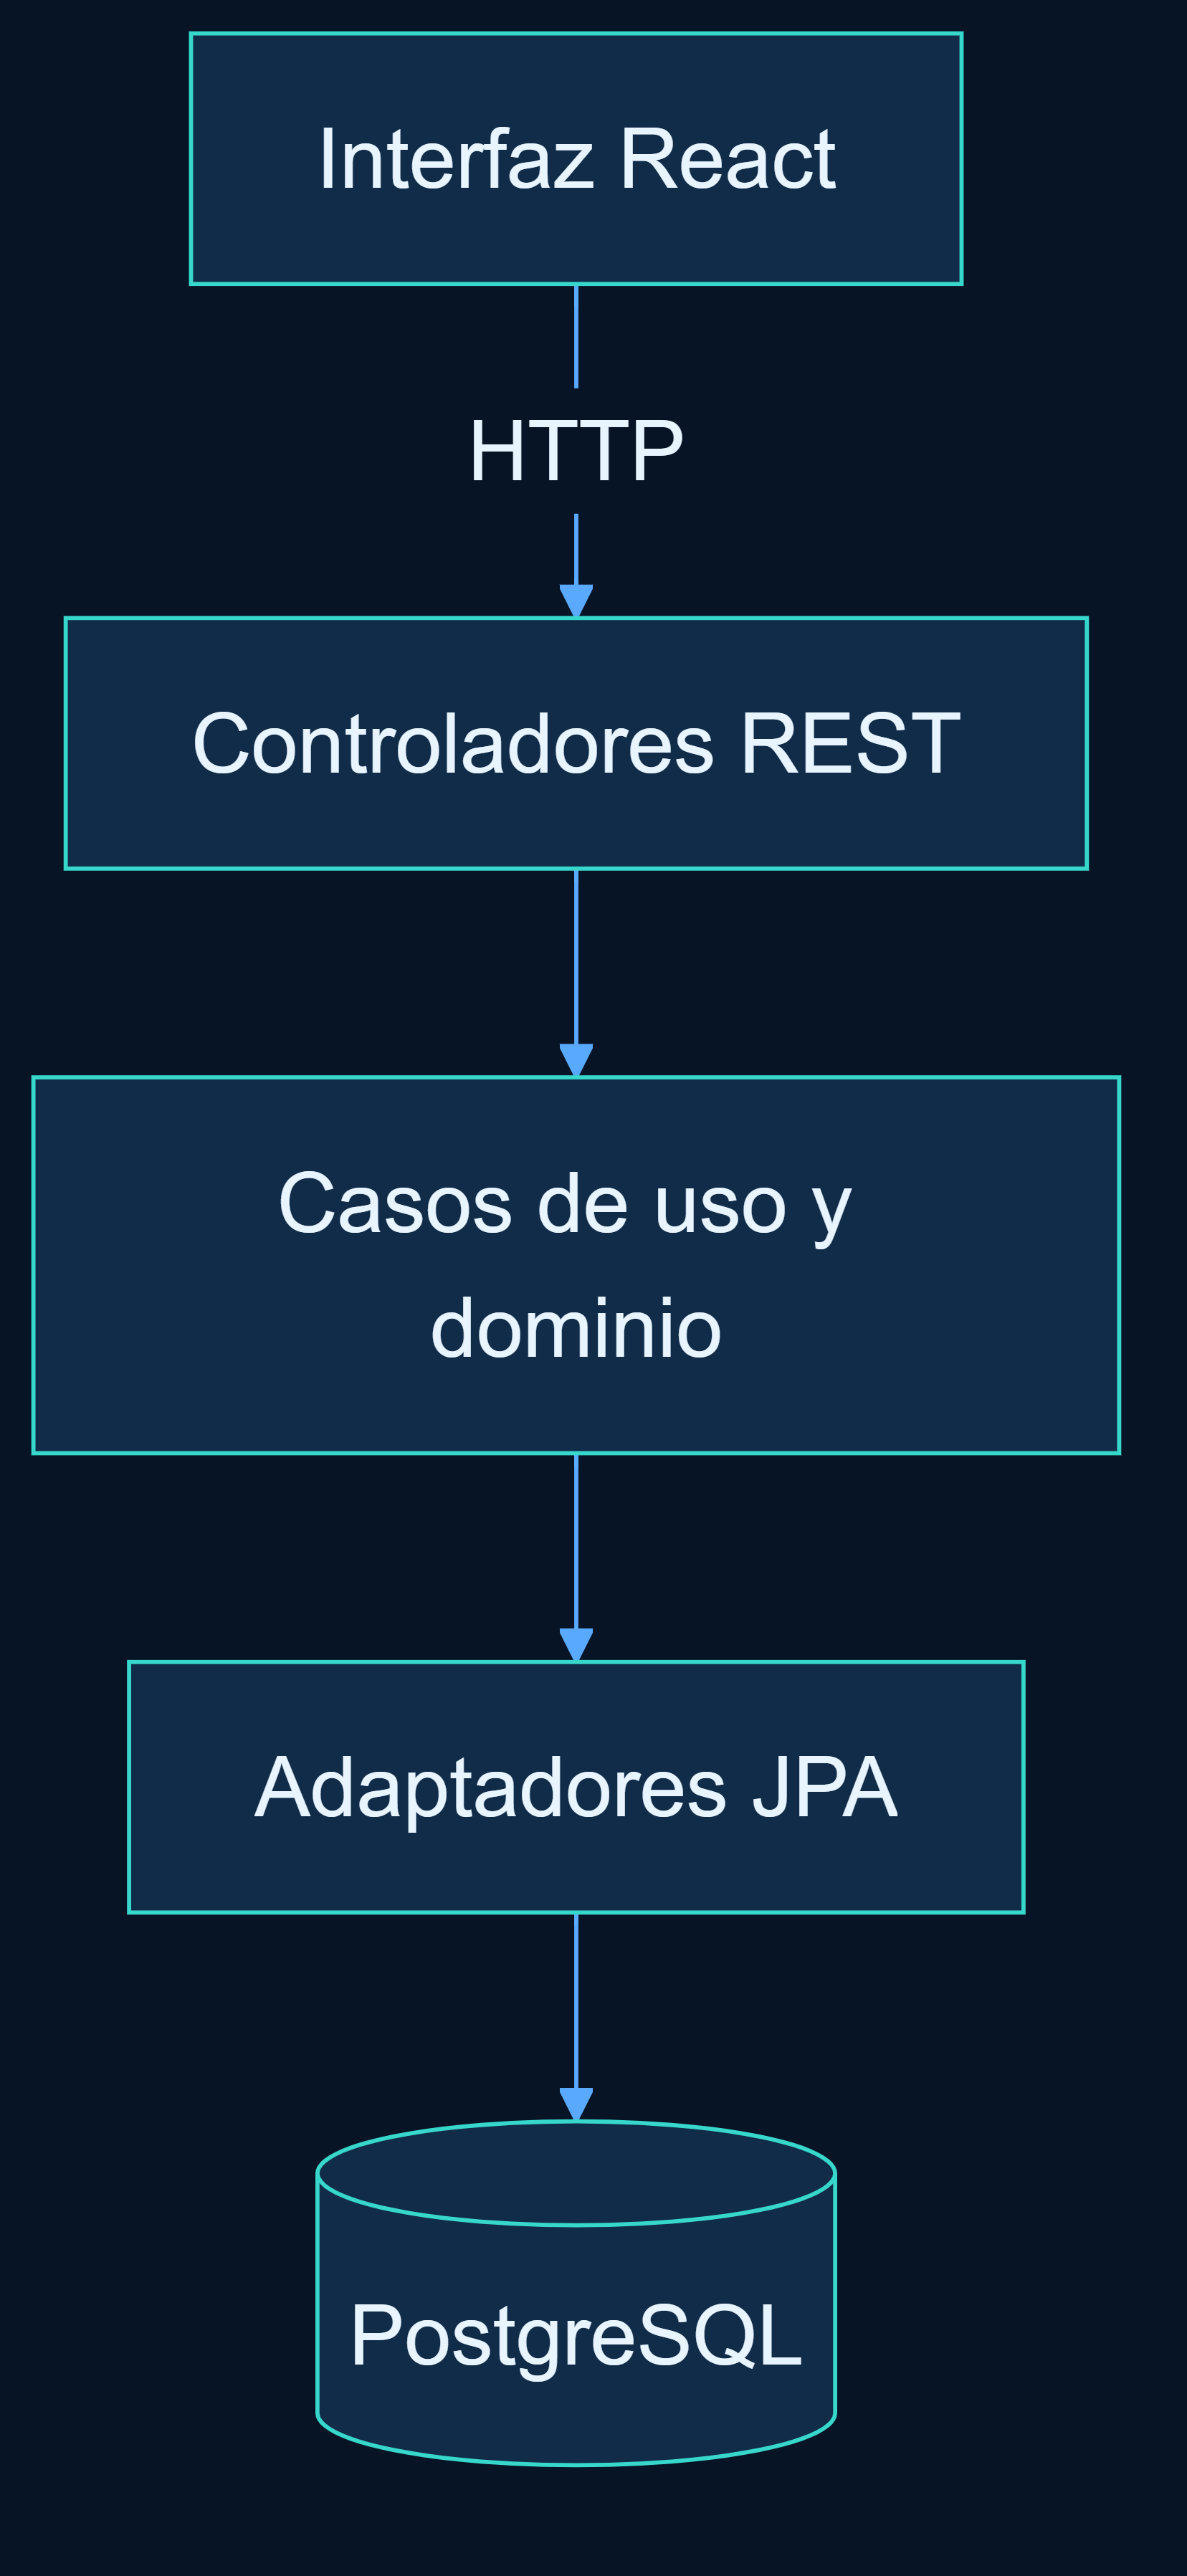 Interfaz React
HTTP
Controladores REST
Casos de uso y
dominio
Adaptadores JPA
PostgreSQL